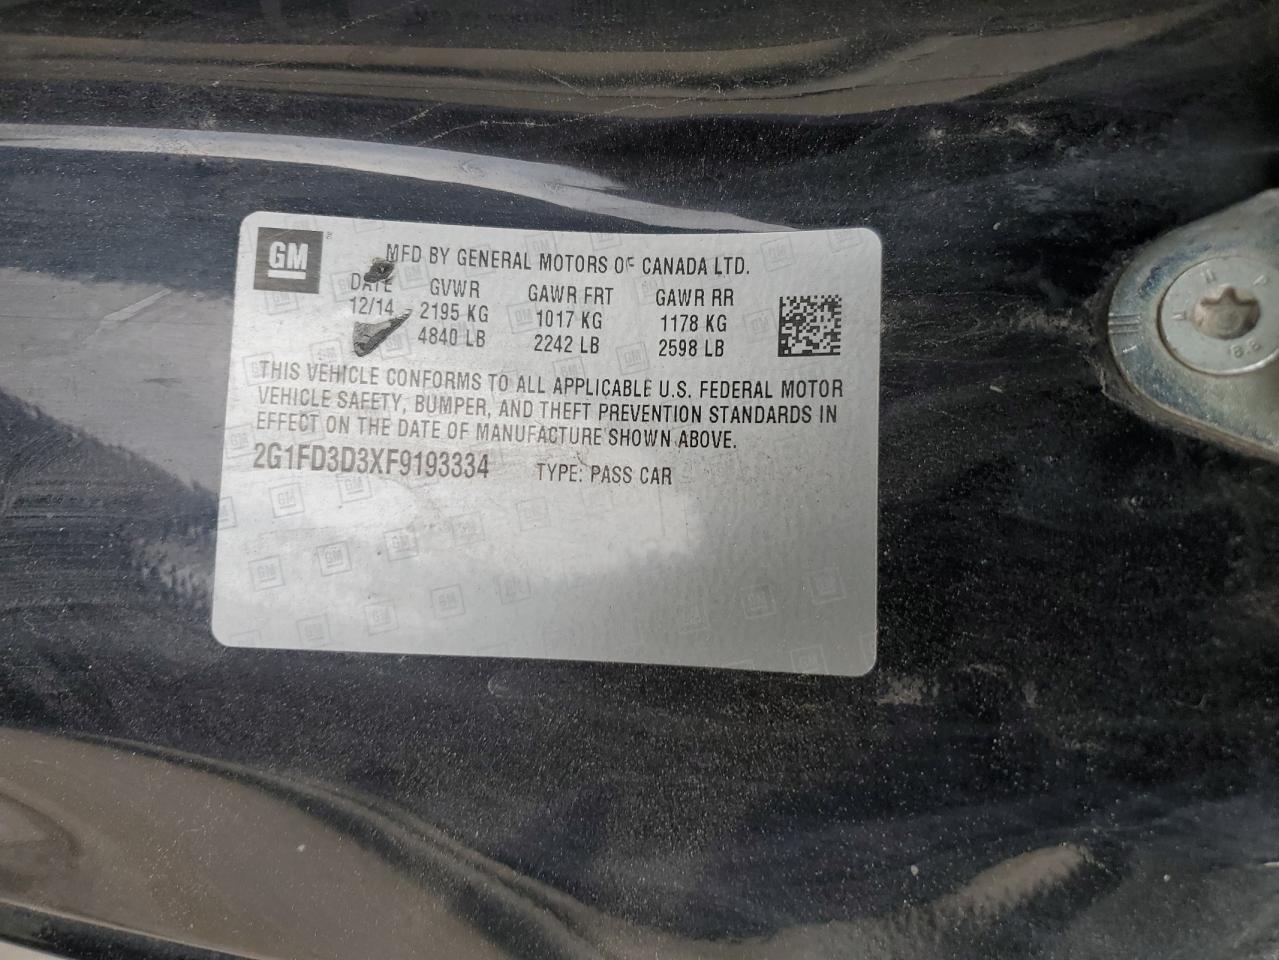 GM
MFD BY GENERAL MOTORS OF CANADA LTD.
DATE GVWR GAWR FRT GAWR RR
12/14 2195 KG 1017 KG 1178 KG
4840 LB 2242 LB 2598 LB
THIS VEHICLE CONFORMS TO ALL APPLICABLE U.S. FEDERAL MOTOR
VEHICLE SAFETY, BUMPER, AND THEFT PREVENTION STANDARDS IN
EFFECT ON THE DATE OF MANUFACTURE SHOWN ABOVE.
2G1FD3D3XF9193334 TYPE: PASS CAR